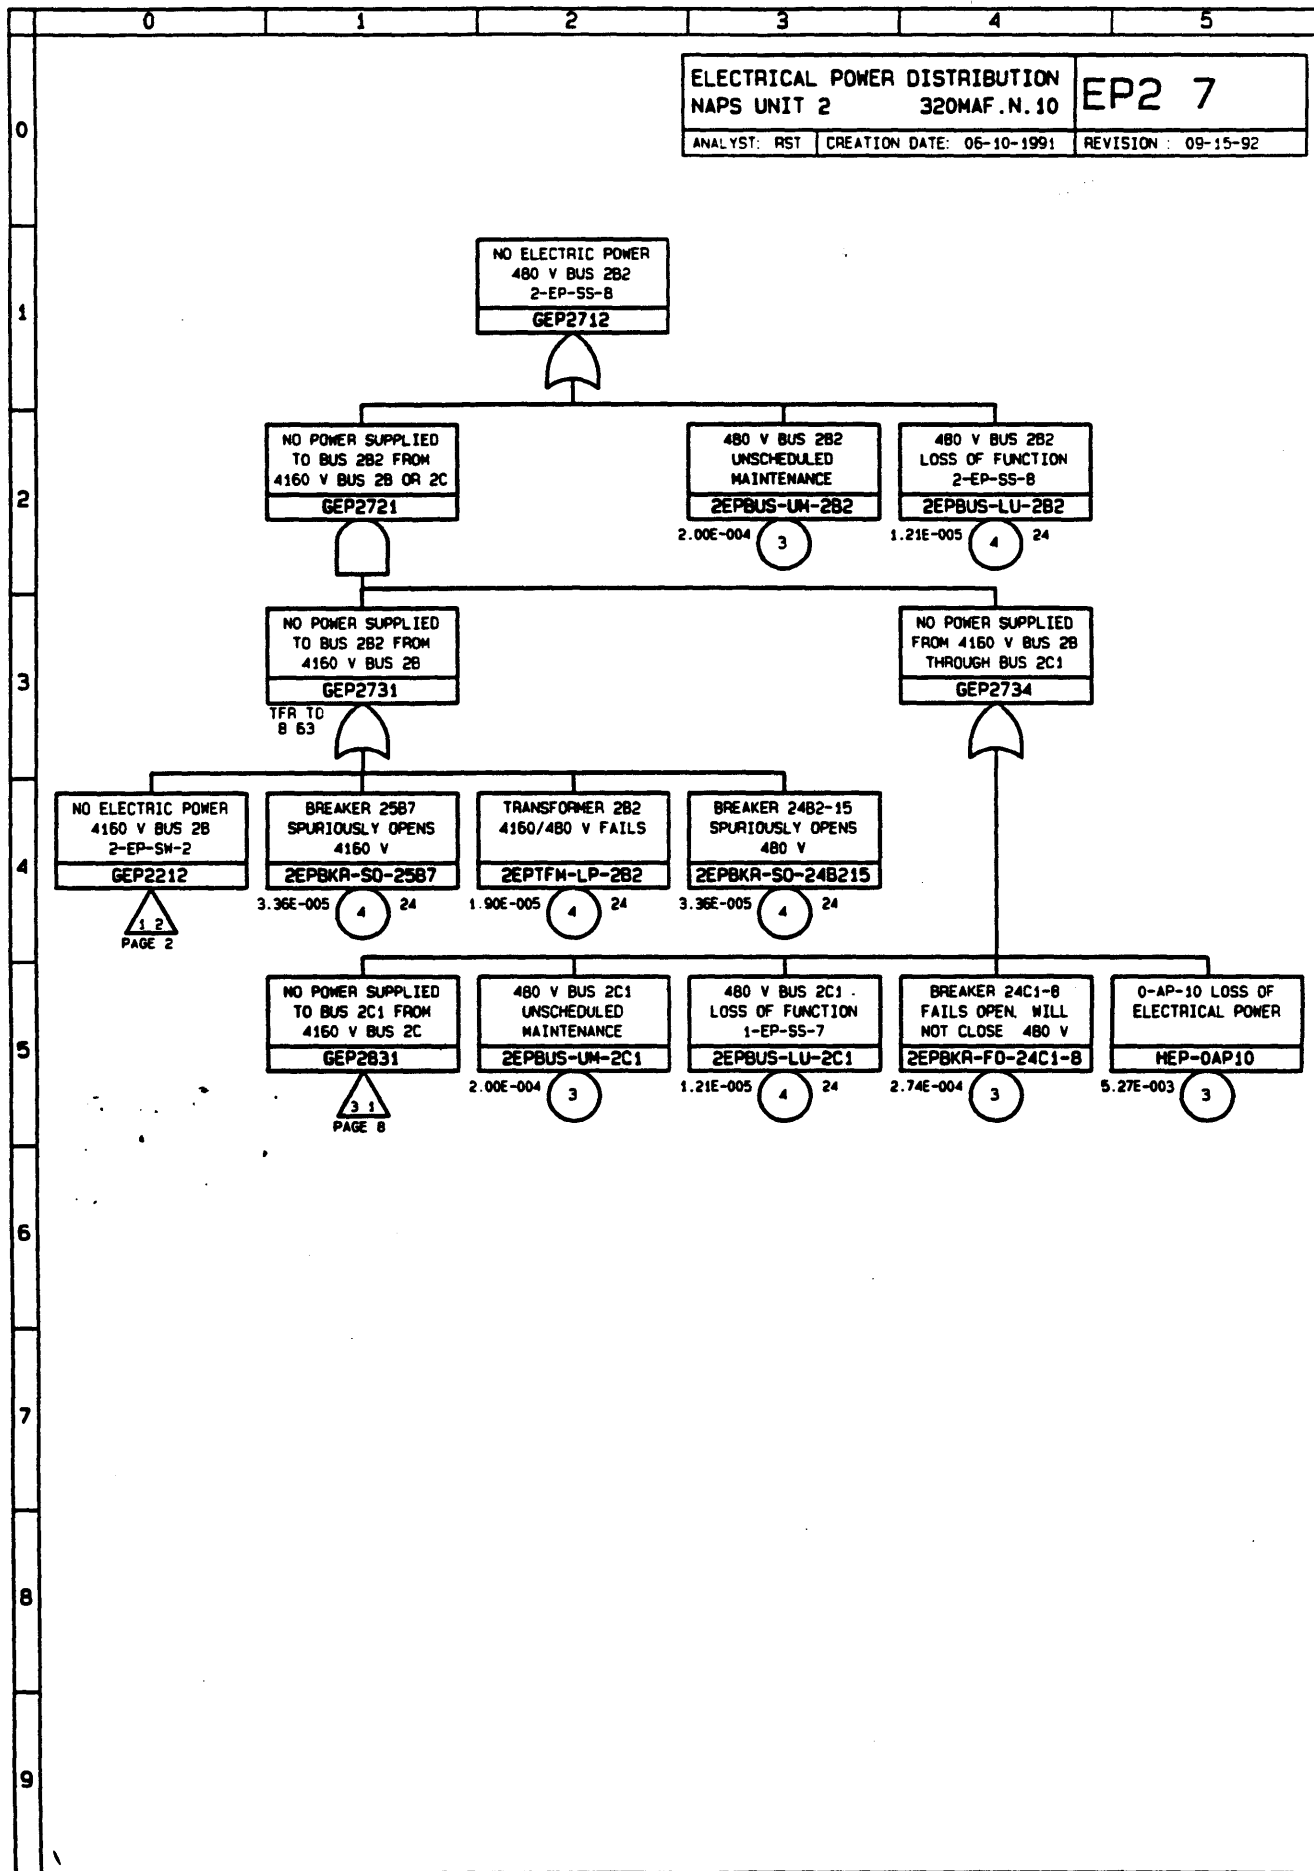 0 1 2 3 4 5
ELECTRICAL POWER DISTRIBUTION
NAPS UNIT 2 320MAF.N.10
EP2 7
ANALYST: RST CREATION DATE: 06-10-1991 REVISION : 09-15-92
0
NO ELECTRIC POWER
480 V BUS 2B2
2-EP-SS-8
GEP2712
1
NO POWER SUPPLIED
TO BUS 2B2 FROM
4160 V BUS 2B OR 2C
GEP2721
480 V BUS 2B2
UNSCHEDULED
MAINTENANCE
2EPBUS-UM-2B2
2.00E-004 3
480 V BUS 2B2
LOSS OF FUNCTION
2-EP-SS-8
2EPBUS-LU-2B2
1.21E-005 4 24
2
NO POWER SUPPLIED
TO BUS 2B2 FROM
4160 V BUS 2B
GEP2731
TFR TO
8 63
NO POWER SUPPLIED
FROM 4160 V BUS 2B
THROUGH BUS 2C1
GEP2734
3
NO ELECTRIC POWER
4160 V BUS 2B
2-EP-SW-2
GEP2212
1 2
PAGE 2
BREAKER 25B7
SPURIOUSLY OPENS
4160 V
2EPBKR-SO-25B7
3.36E-005 4 24
TRANSFORMER 2B2
4160/480 V FAILS
2EPTFM-LP-2B2
1.90E-005 4 24
BREAKER 24B2-15
SPURIOUSLY OPENS
480 V
2EPBKR-SO-24B215
3.36E-005 4 24
4
NO POWER SUPPLIED
TO BUS 2C1 FROM
4160 V BUS 2C
GEP2831
3 1
PAGE 8
480 V BUS 2C1
UNSCHEDULED
MAINTENANCE
2EPBUS-UM-2C1
2.00E-004 3
480 V BUS 2C1
LOSS OF FUNCTION
1-EP-SS-7
2EPBUS-LU-2C1
1.21E-005 4 24
BREAKER 24C1-8
FAILS OPEN, WILL
NOT CLOSE 480 V
2EPBKR-FO-24C1-8
2.74E-004 3
0-AP-10 LOSS OF
ELECTRICAL POWER
HEP-0AP10
5.27E-003 3
5
6
7
8
9